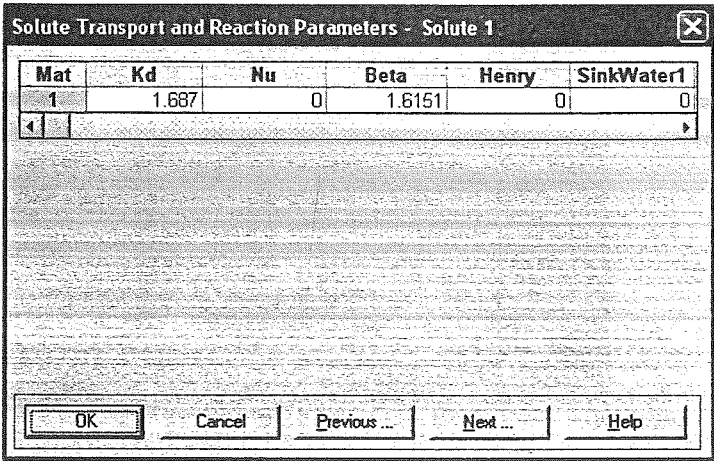 Solute Transport and Reaction Parameters - Solute 1
Mat Kd Nu Beta Henry SinkWater1
1 1.687 0 1.6151 0 0
OK Cancel Previous ... Next ... Help